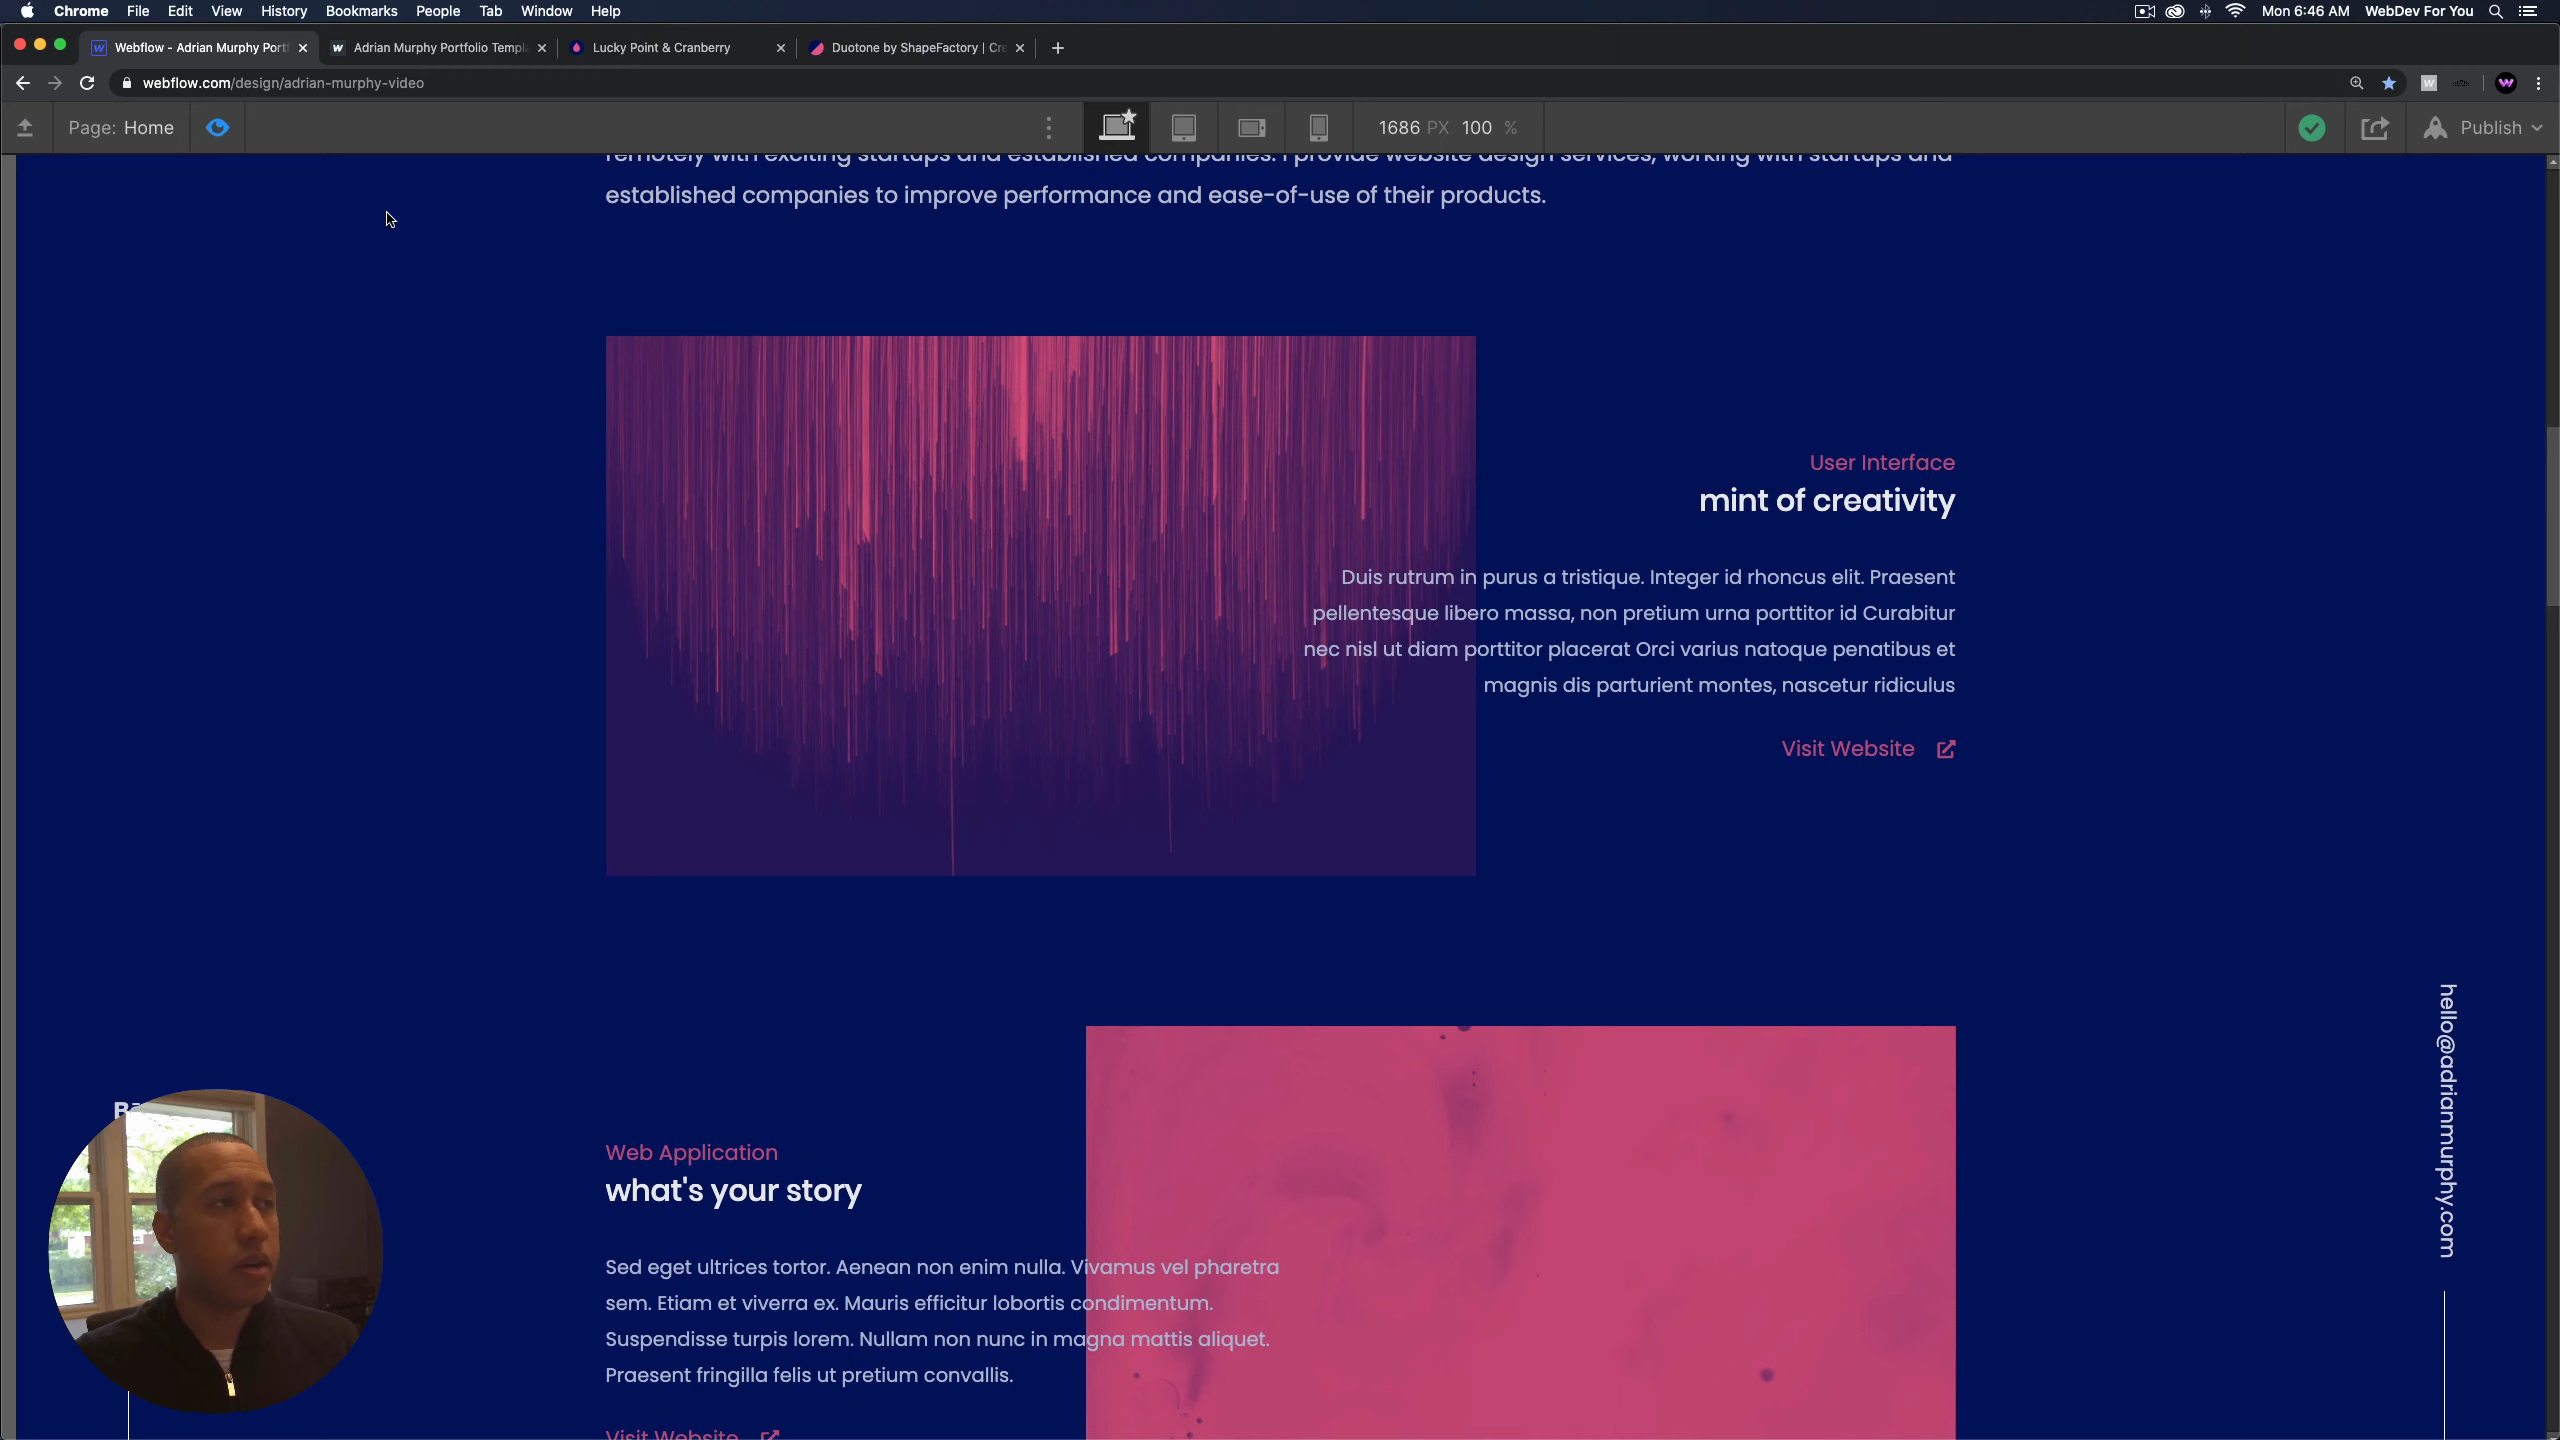 Chrome File Edit View History Bookmarks People Tab Window Help
Mon 6:46 AM WebDev For You
Webflow - Adrian Murphy Portf
Adrian Murphy Portfolio Templa
Lucky Point & Cranberry
Duotone by ShapeFactory | Cre
webflow.com/design/adrian-murphy-video
Page: Home
1686 PX 100 %
Publish
remotely with exciting startups and established companies. I provide website design services, working with startups and
established companies to improve performance and ease-of-use of their products.
User Interface
mint of creativity
Duis rutrum in purus a tristique. Integer id rhoncus elit. Praesent
pellentesque libero massa, non pretium urna porttitor id Curabitur
nec nisl ut diam porttitor placerat Orci varius natoque penatibus et
magnis dis parturient montes, nascetur ridiculus
Visit Website
hello@adrianmurphy.com
Web Application
what's your story
Sed eget ultrices tortor. Aenean non enim nulla. Vivamus vel pharetra
sem. Etiam et viverra ex. Mauris efficitur lobortis condimentum.
Suspendisse turpis lorem. Nullam non nunc in magna mattis aliquet.
Praesent fringilla felis ut pretium convallis.
Visit Website